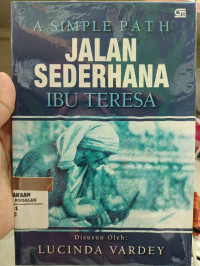 A SIMPLE PATH
JALAN
SEDERHANA
IBU TERESA
Disusun Oleh:
LUCINDA VARDEY